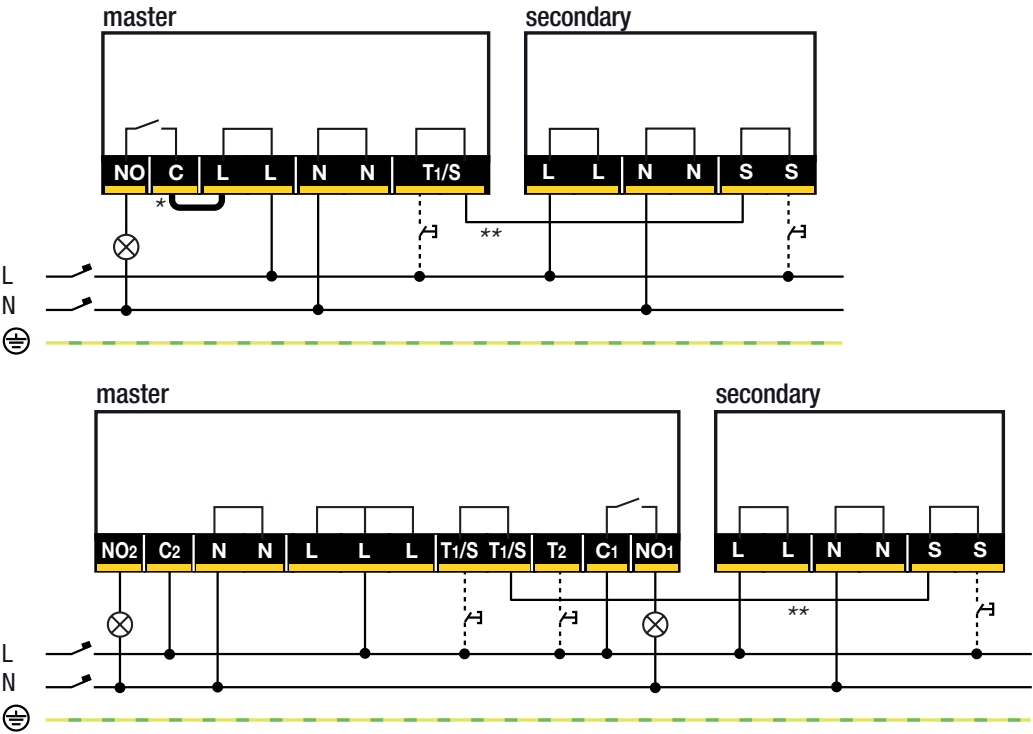 master secondary
NO C L L N N T1/S L L N N S S
* **
L
N
master secondary
NO2 C2 N N L L L T1/S T1/S T2 C1 NO1 L L N N S S
**
L
N